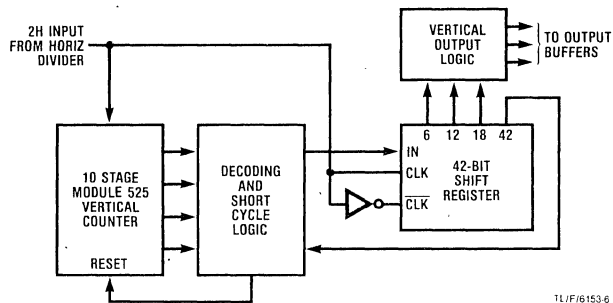 2H INPUT
FROM HORIZ
DIVIDER
VERTICAL
OUTPUT
LOGIC
TO OUTPUT
BUFFERS
6 12 18 42
10 STAGE
MODULE 525
VERTICAL
COUNTER
RESET
DECODING
AND
SHORT
CYCLE
LOGIC
IN
CLK
CLK
42-BIT
SHIFT
REGISTER
TL/F/6153-6